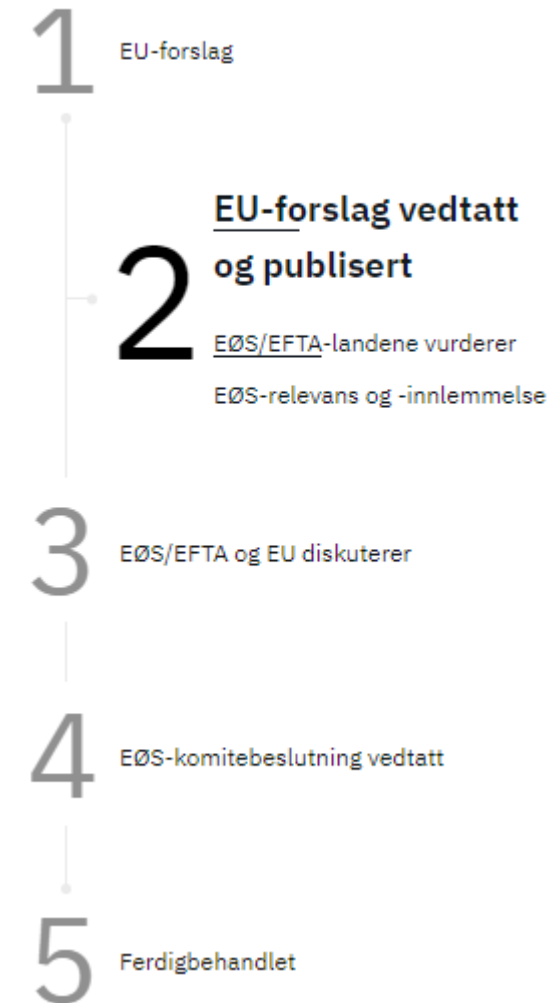 1
EU-forslag
2
EU-forslag vedtatt
og publisert
EØS/EFTA-landene vurderer
EØS-relevans og -innlemmelse
3
EØS/EFTA og EU diskuterer
4
EØS-komitebeslutning vedtatt
5
Ferdigbehandlet